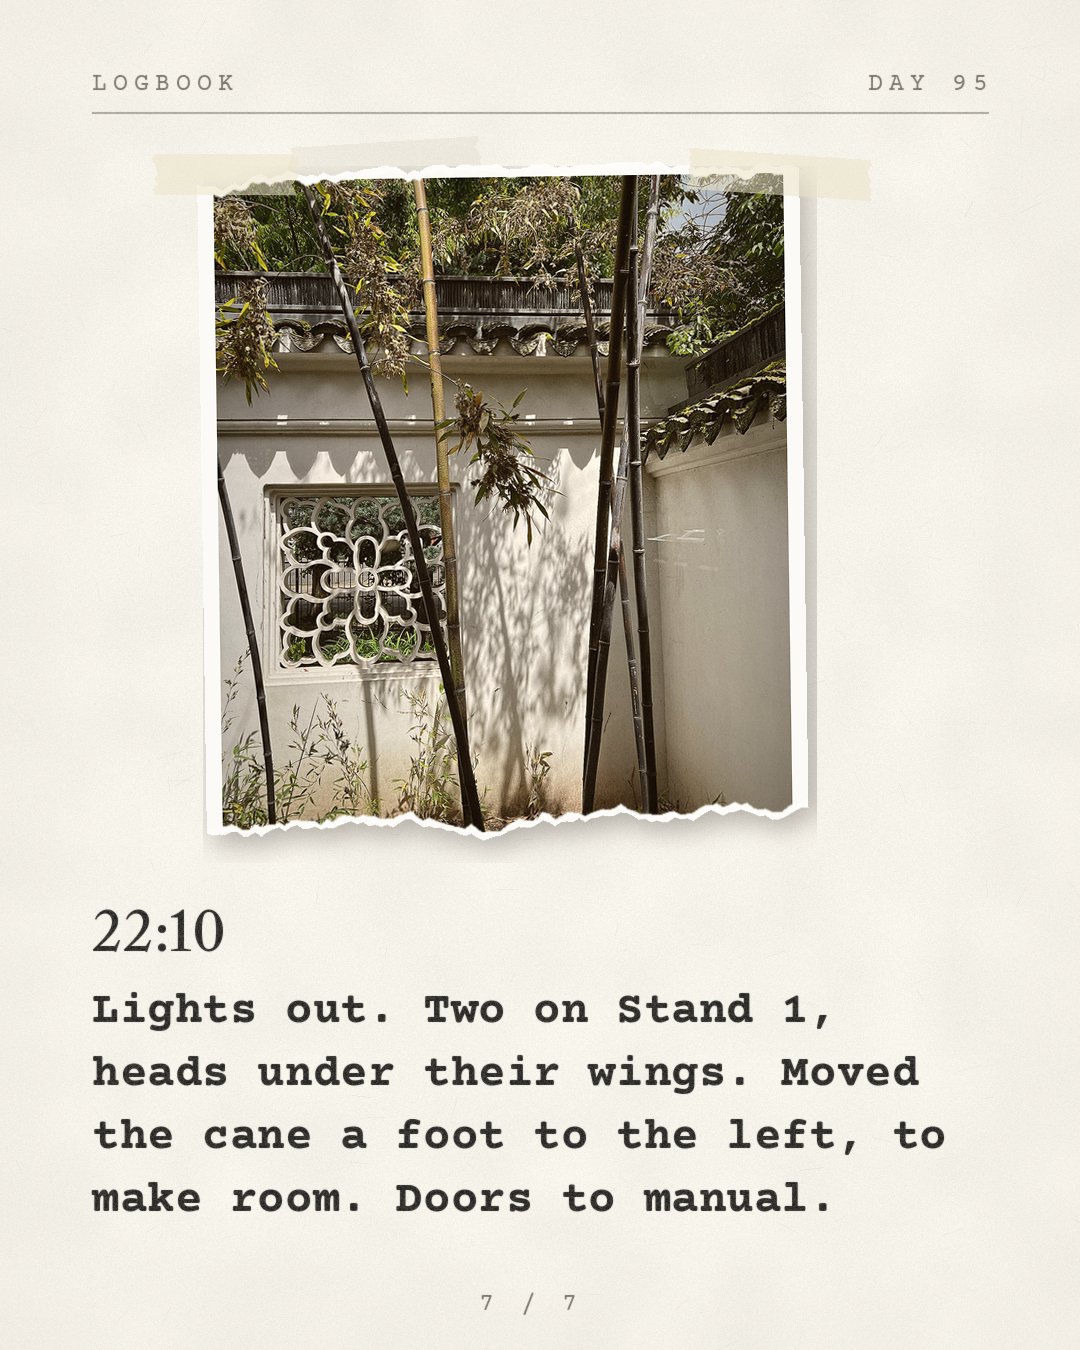 LOGBOOK DAY 95
22:10
Lights out. Two on Stand 1,
heads under their wings. Moved
the cane a foot to the left, to
make room. Doors to manual.
7 / 7